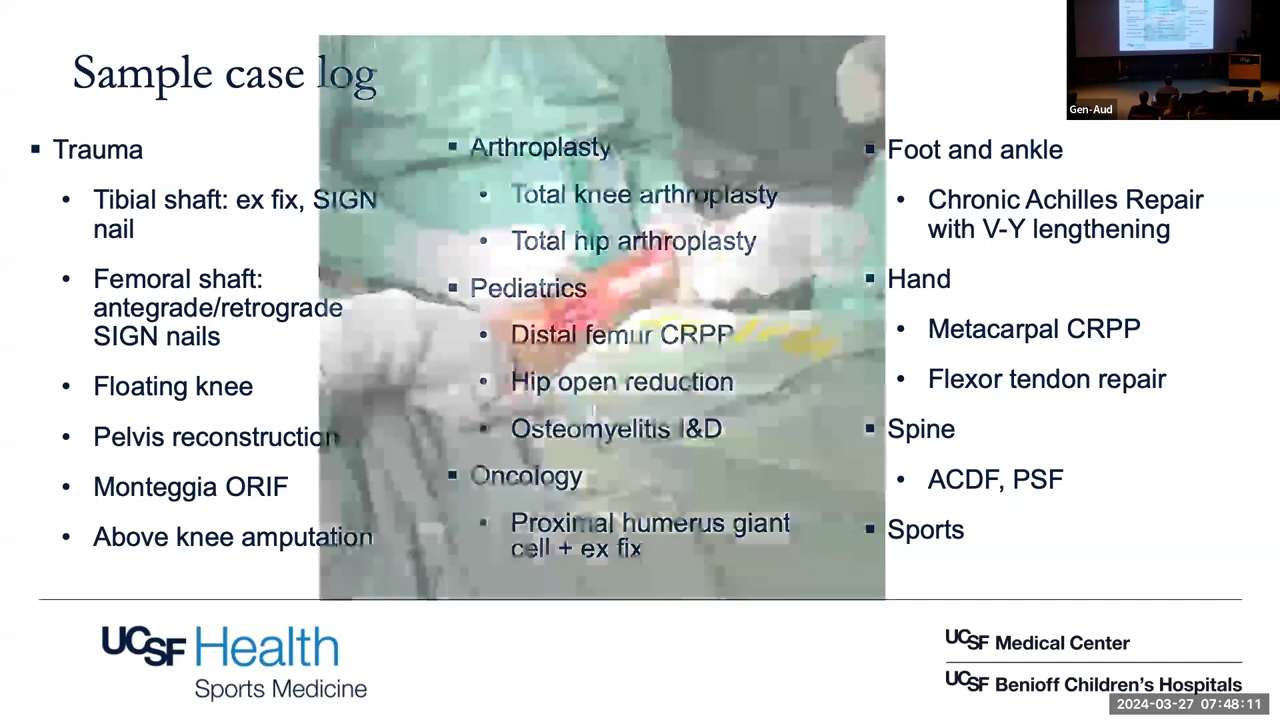 Sample case log
Trauma
Tibial shaft: ex fix, SIGN
nail
Femoral shaft:
antegrade/retrograde
SIGN nails
Floating knee
Pelvis reconstruction
Monteggia ORIF
Above knee amputation
Arthroplasty
Total knee arthroplasty
Total hip arthroplasty
Pediatrics
Distal femur CRPP
Hip open reduction
Osteomyelitis I&D
Oncology
Proximal humerus giant
cell + ex fix
Foot and ankle
Chronic Achilles Repair
with V-Y lengthening
Hand
Metacarpal CRPP
Flexor tendon repair
Spine
ACDF, PSF
Sports
Gen-Aud
UCSF Health
Sports Medicine
UCSF Medical Center
UCSF Benioff Children's Hospitals
2024-03-27 07:48:11